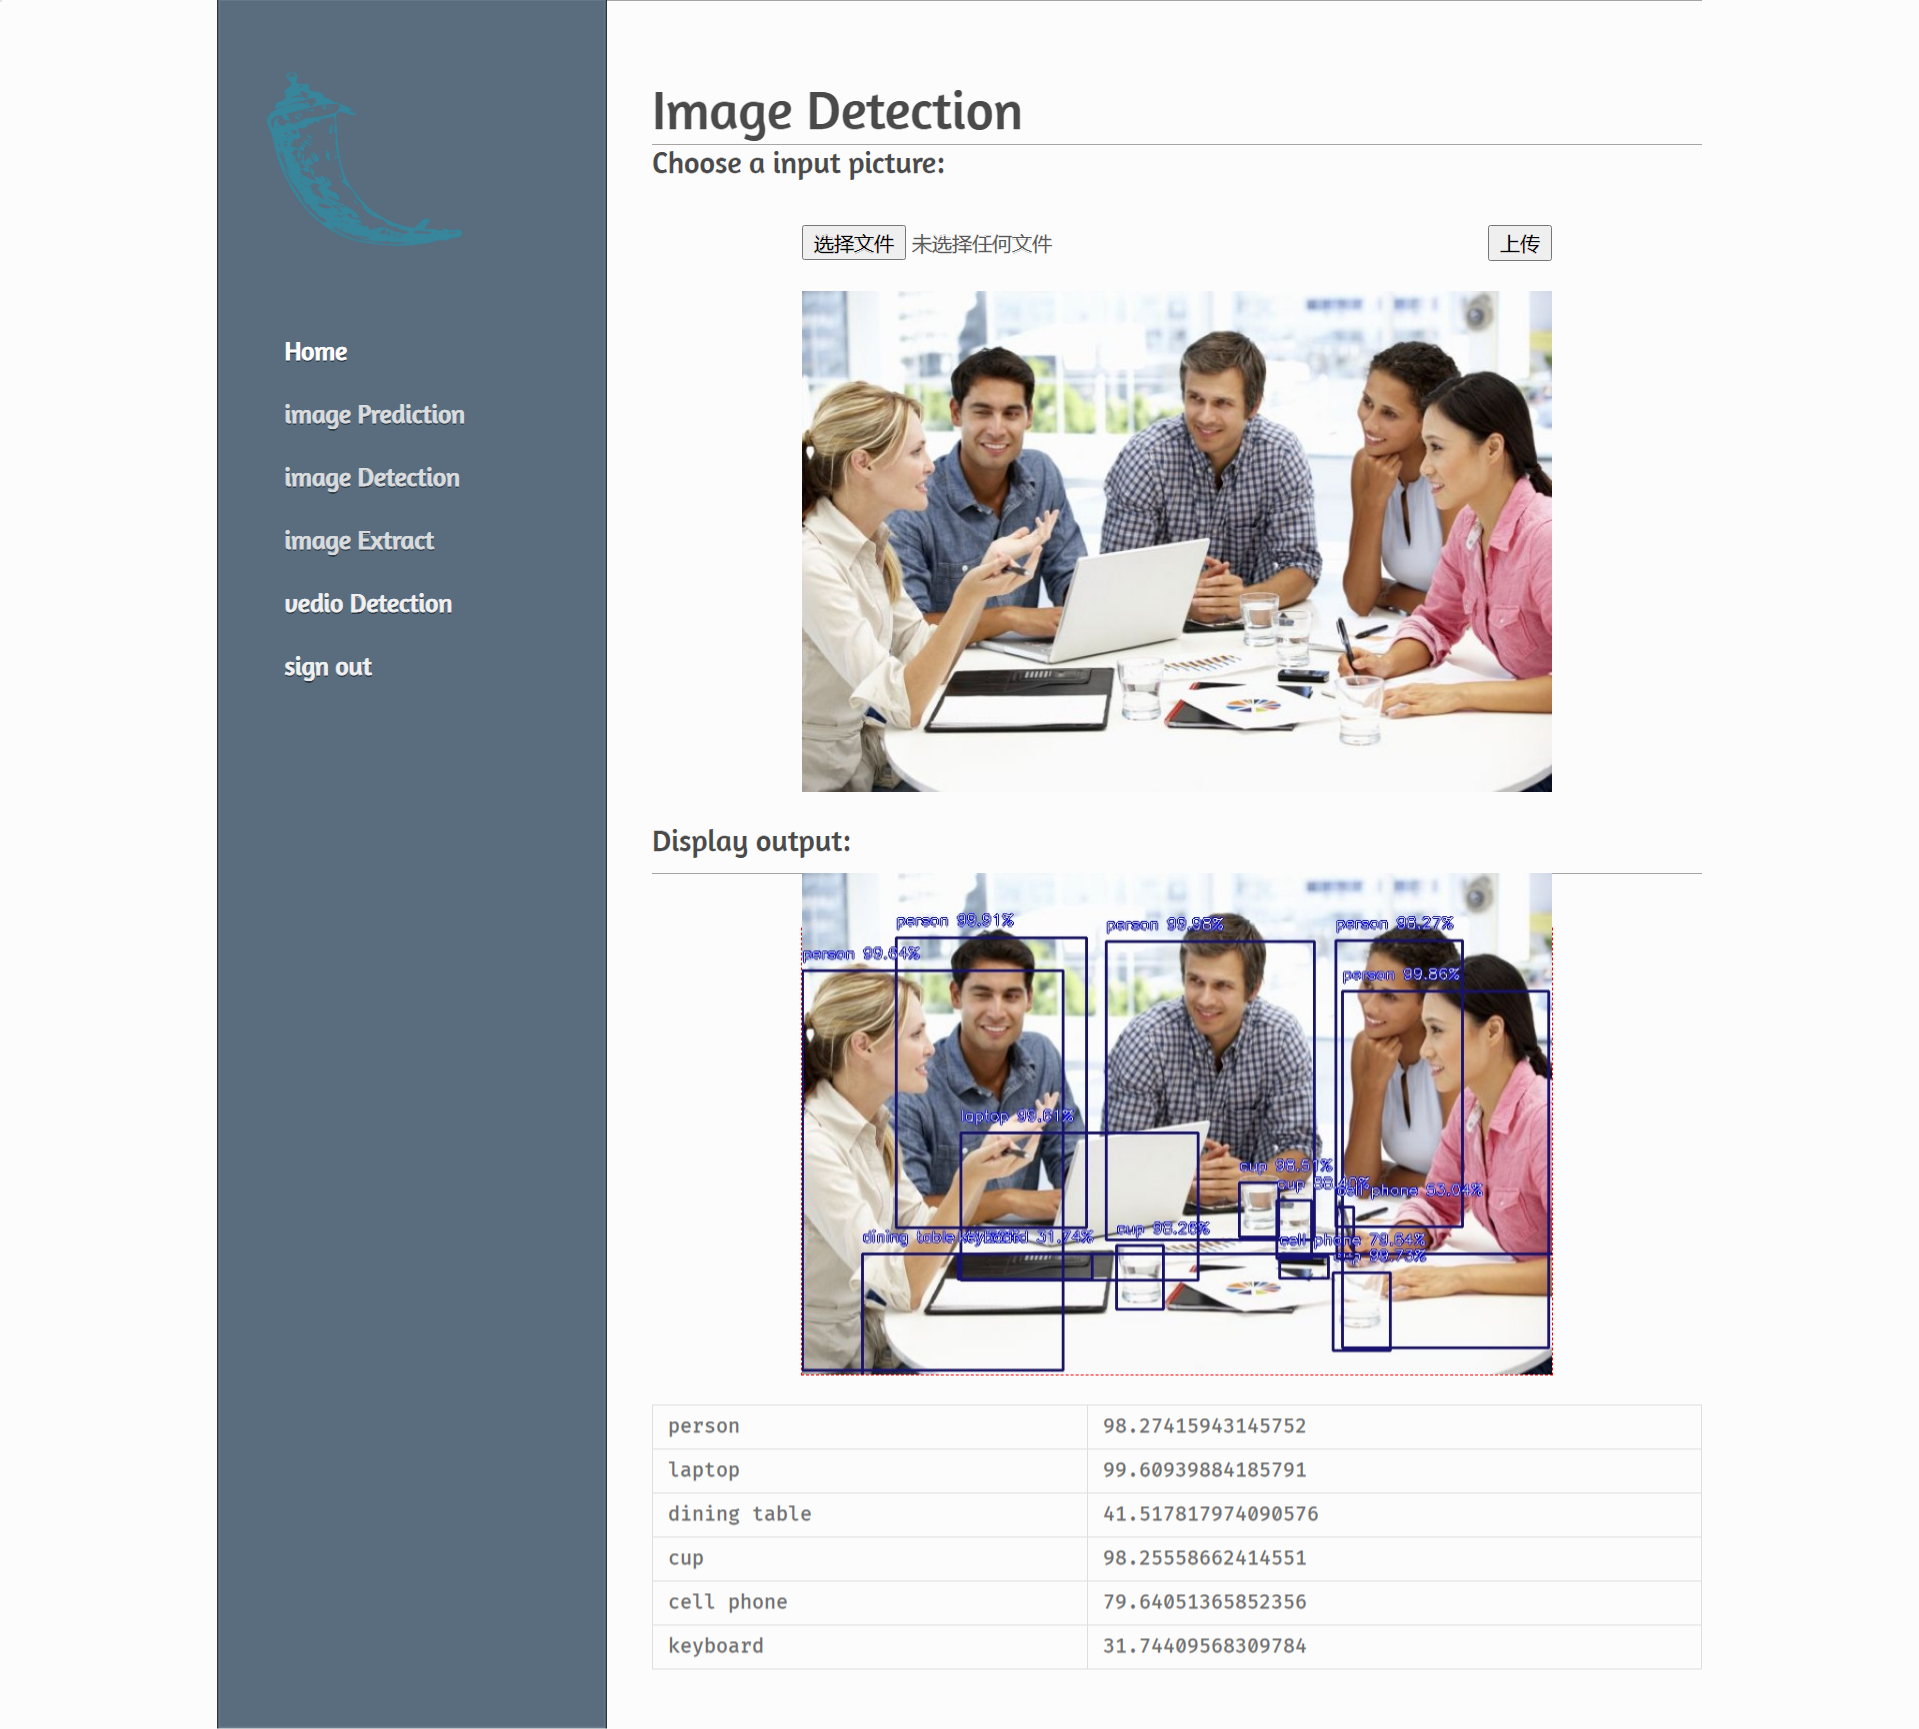 Image Detection
Choose a input picture:
选择文件 未选择任何文件 上传
Home
image Prediction
image Detection
image Extract
vedio Detection
sign out
Display output:
person 99.91%
person 99.98%
person 98.27%
person 99.64%
person 99.86%
laptop 99.61%
cup 98.51%
cup
cell phone 53.04%
cup 98.26%
dining table
keyboard 31.74%
cell phone 79.64%
cup 98.73%
person 98.27415943145752
laptop 99.60939884185791
dining table 41.517817974090576
cup 98.25558662414551
cell phone 79.64051365852356
keyboard 31.74409568309784